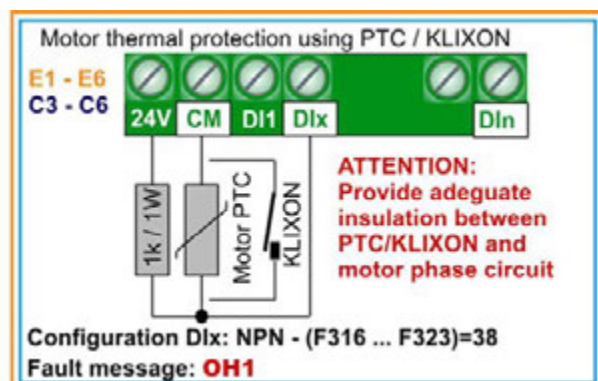 Motor thermal protection using PTC / KLIXON
E1 - E6
C3 - C6
24V CM DI1 DIx DIn
1k / 1W
Motor PTC
KLIXON
ATTENTION:
Provide adeguate
insulation between
PTC/KLIXON and
motor phase circuit
Configuration DIx: NPN - (F316 ... F323)=38
Fault message: OH1